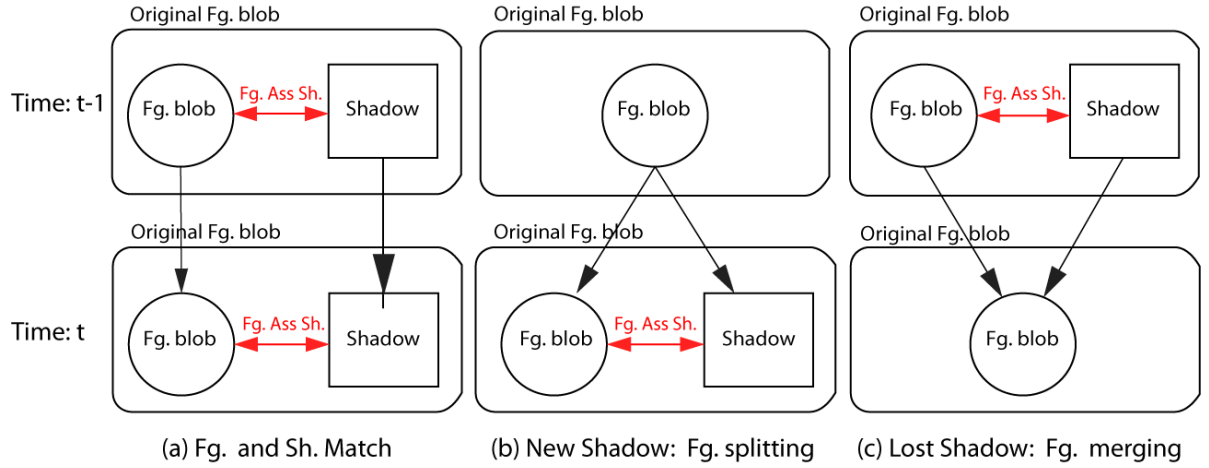 Original Fg. blob
Original Fg. blob
Original Fg. blob
Time: t-1
Fg. blob
Fg. Ass Sh.
Shadow
Fg. blob
Fg. blob
Fg. Ass Sh.
Shadow
Original Fg. blob
Original Fg. blob
Original Fg. blob
Time: t
Fg. blob
Fg. Ass Sh.
Shadow
Fg. blob
Fg. Ass Sh.
Shadow
Fg. blob
(a) Fg. and Sh. Match
(b) New Shadow: Fg. splitting
(c) Lost Shadow: Fg. merging